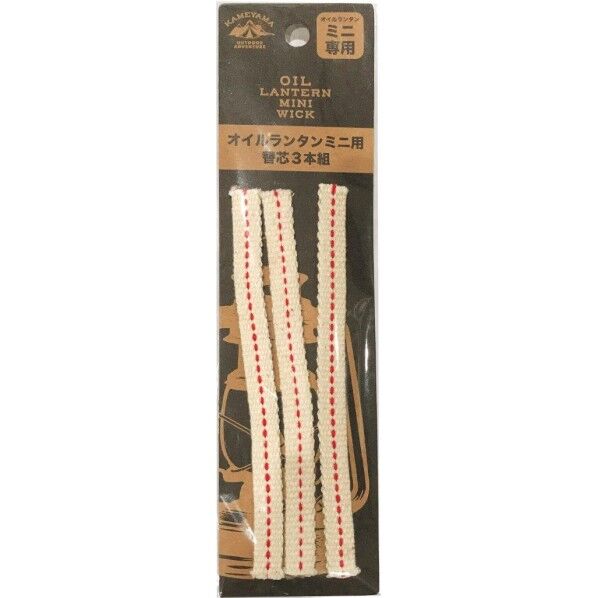 KAMEYAMA
OUTDOOR
ADVENTURE
オイルランタン
ミニ
専用
OIL
LANTERN
MINI
WICK
オイルランタンミニ用
替芯3本組